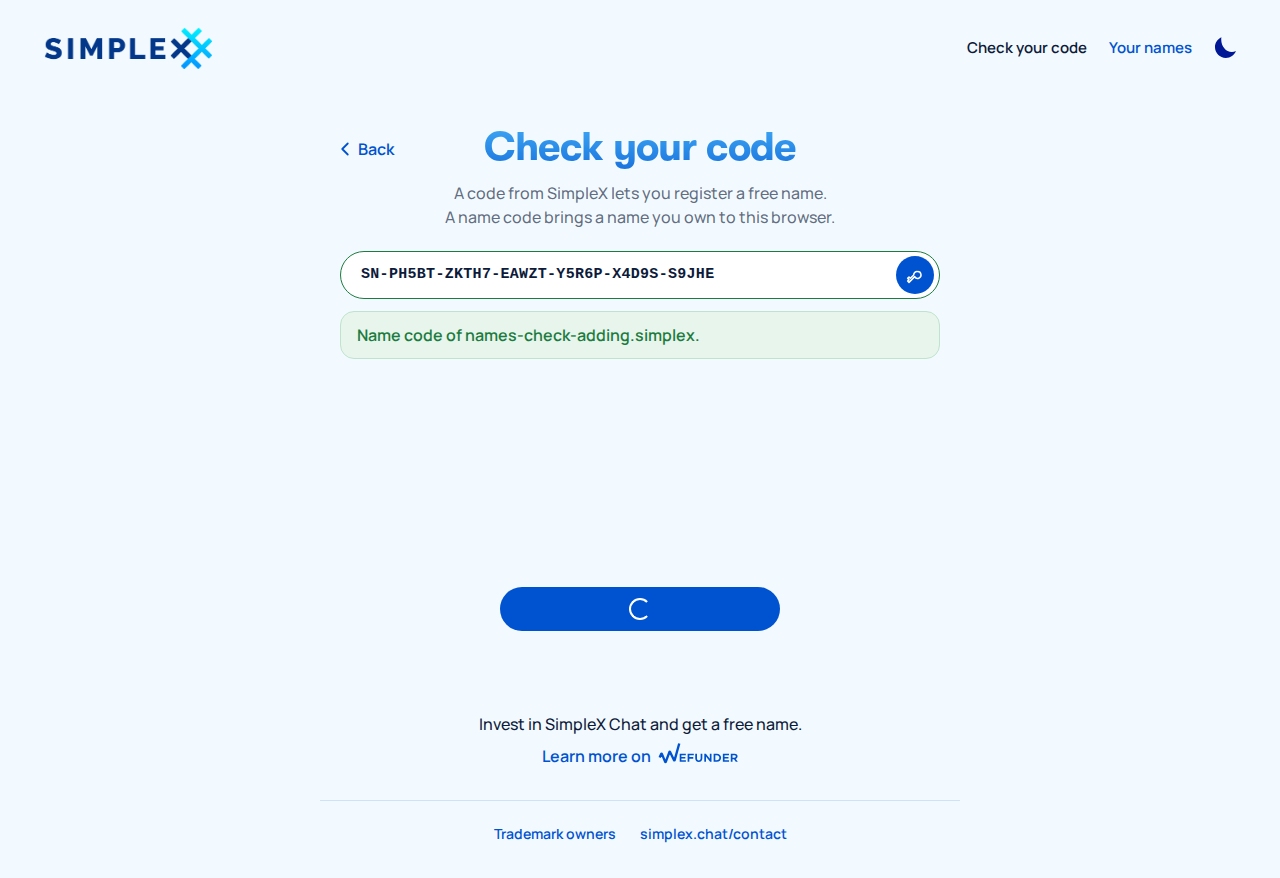 SIMPLEX
Check your code
Your names
Back
Check your code
A code from SimpleX lets you register a free name.
A name code brings a name you own to this browser.
SN-PH5BT-ZKTH7-EAWZT-Y5R6P-X4D9S-S9JHE
Name code of names-check-adding.simplex.
Invest in SimpleX Chat and get a free name.
Learn more on WEFUNDER
Trademark owners
simplex.chat/contact